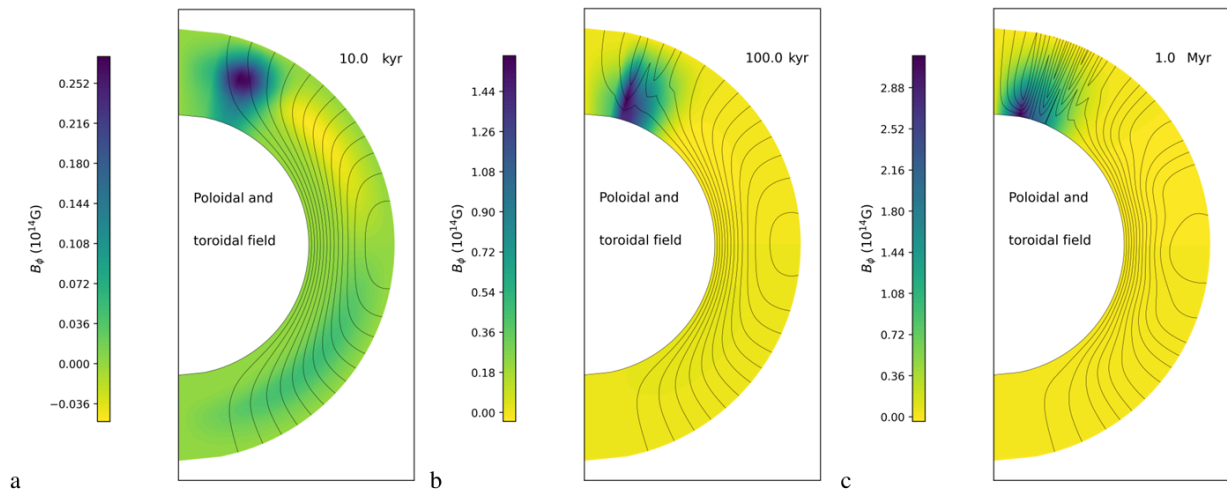 10.0 kyr
0.252
0.216
0.180
0.144
0.108
0.072
0.036
0.000
−0.036
B_ϕ (10^14G)
Poloidal and
toroidal field
a
100.0 kyr
1.44
1.26
1.08
0.90
0.72
0.54
0.36
0.18
0.00
B_ϕ (10^14G)
Poloidal and
toroidal field
b
1.0 Myr
2.88
2.52
2.16
1.80
1.44
1.08
0.72
0.36
0.00
B_ϕ (10^14G)
Poloidal and
toroidal field
c